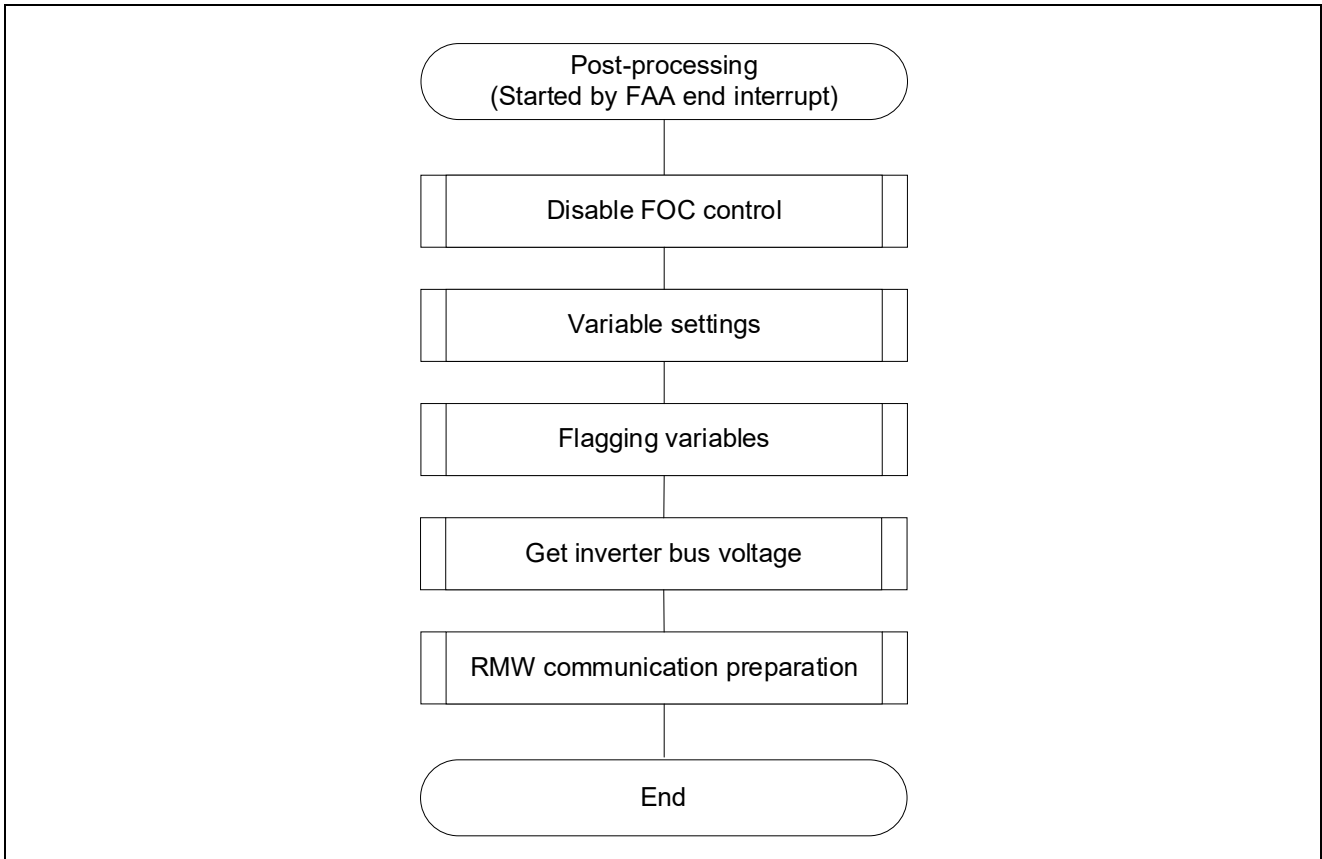 Post-processing
(Started by FAA end interrupt)
Disable FOC control
Variable settings
Flagging variables
Get inverter bus voltage
RMW communication preparation
End